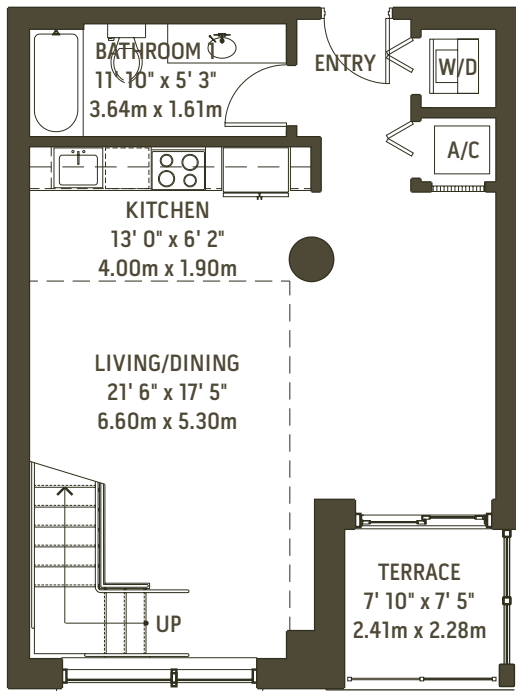 BATHROOM 1
11' 10" x 5' 3"
3.64m x 1.61m
ENTRY
W/D
A/C
KITCHEN
13' 0" x 6' 2"
4.00m x 1.90m
LIVING/DINING
21' 6" x 17' 5"
6.60m x 5.30m
UP
TERRACE
7' 10" x 7' 5"
2.41m x 2.28m